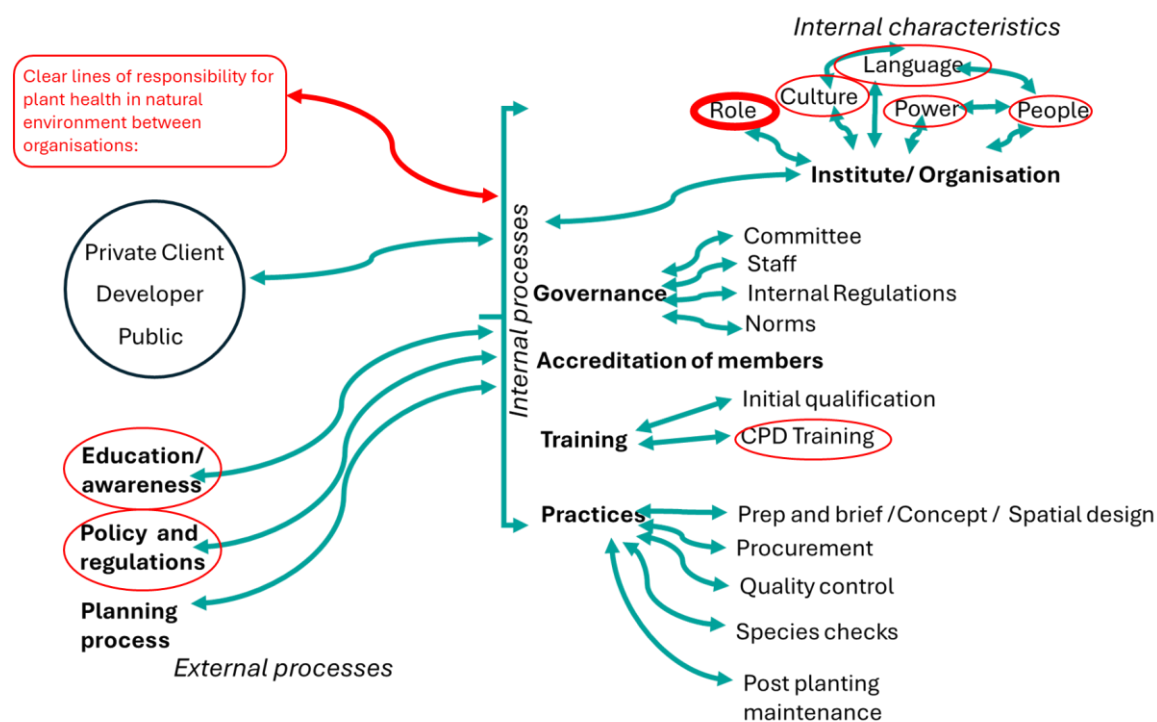 Internal characteristics
Clear lines of responsibility for
plant health in natural
environment between
organisations:
Language
Culture
Role
Power
People
Institute/ Organisation
Private Client
Developer
Public
Internal processes
Committee
Staff
Governance
Internal Regulations
Norms
Accreditation of members
Initial qualification
Training
CPD Training
Education/
awareness
Policy and
regulations
Planning
process
External processes
Practices
Prep and brief /Concept / Spatial design
Procurement
Quality control
Species checks
Post planting
maintenance